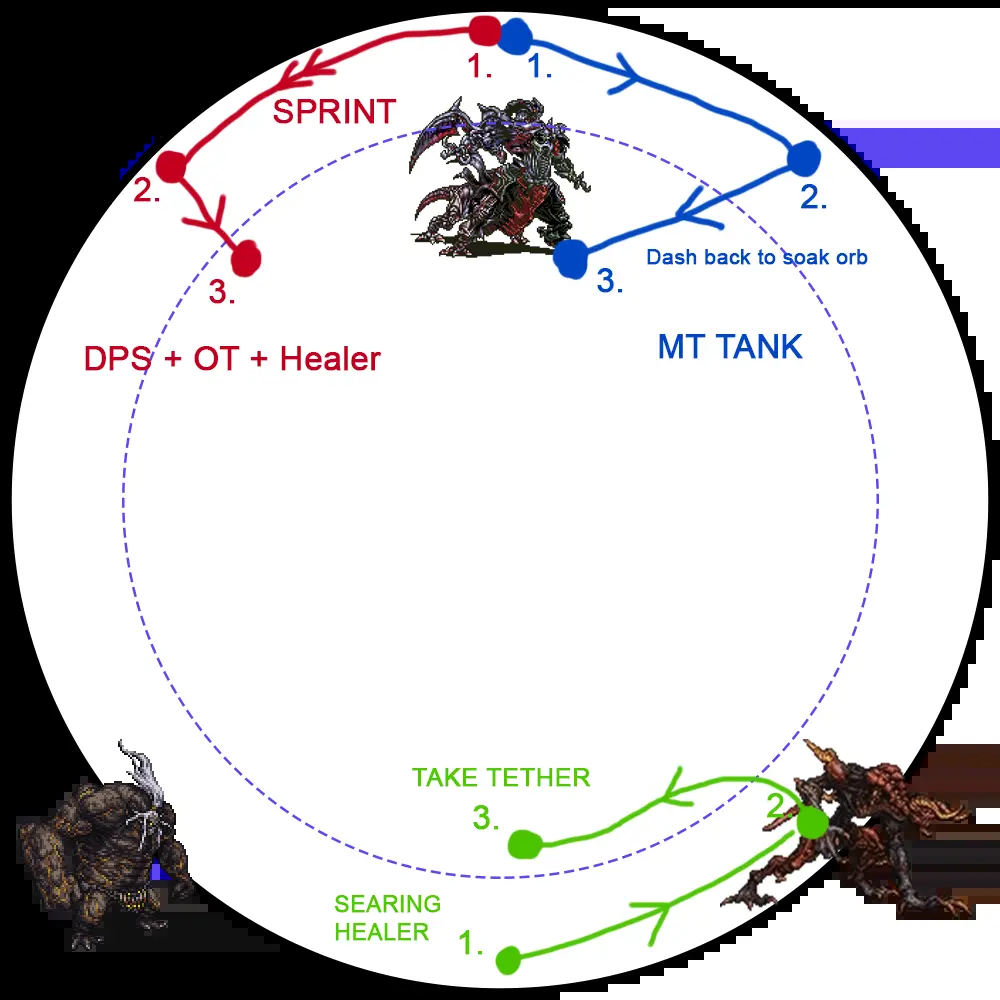 1.
1.
SPRINT
2.
2.
Dash back to soak orb
3.
3.
MT TANK
DPS + OT + Healer
TAKE TETHER
2.
3.
SEARING
HEALER
1.